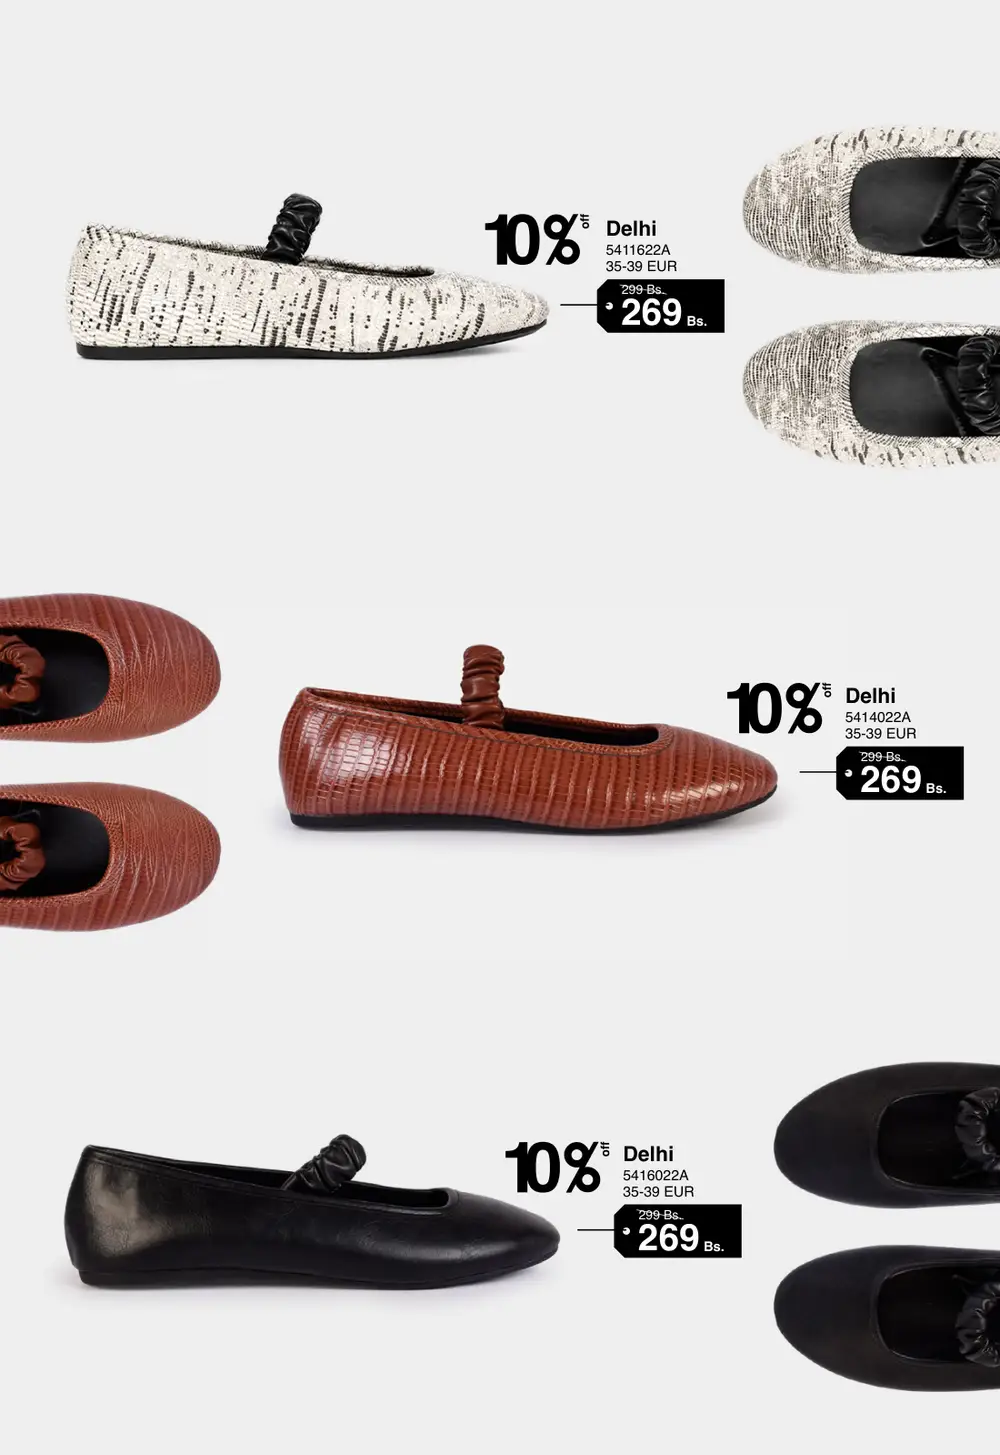 10% off
Delhi
5411622A
35-39 EUR
299 Bs.
269 Bs.
10% off
Delhi
5414022A
35-39 EUR
299 Bs.
269 Bs.
10% off
Delhi
5416022A
35-39 EUR
299 Bs.
269 Bs.